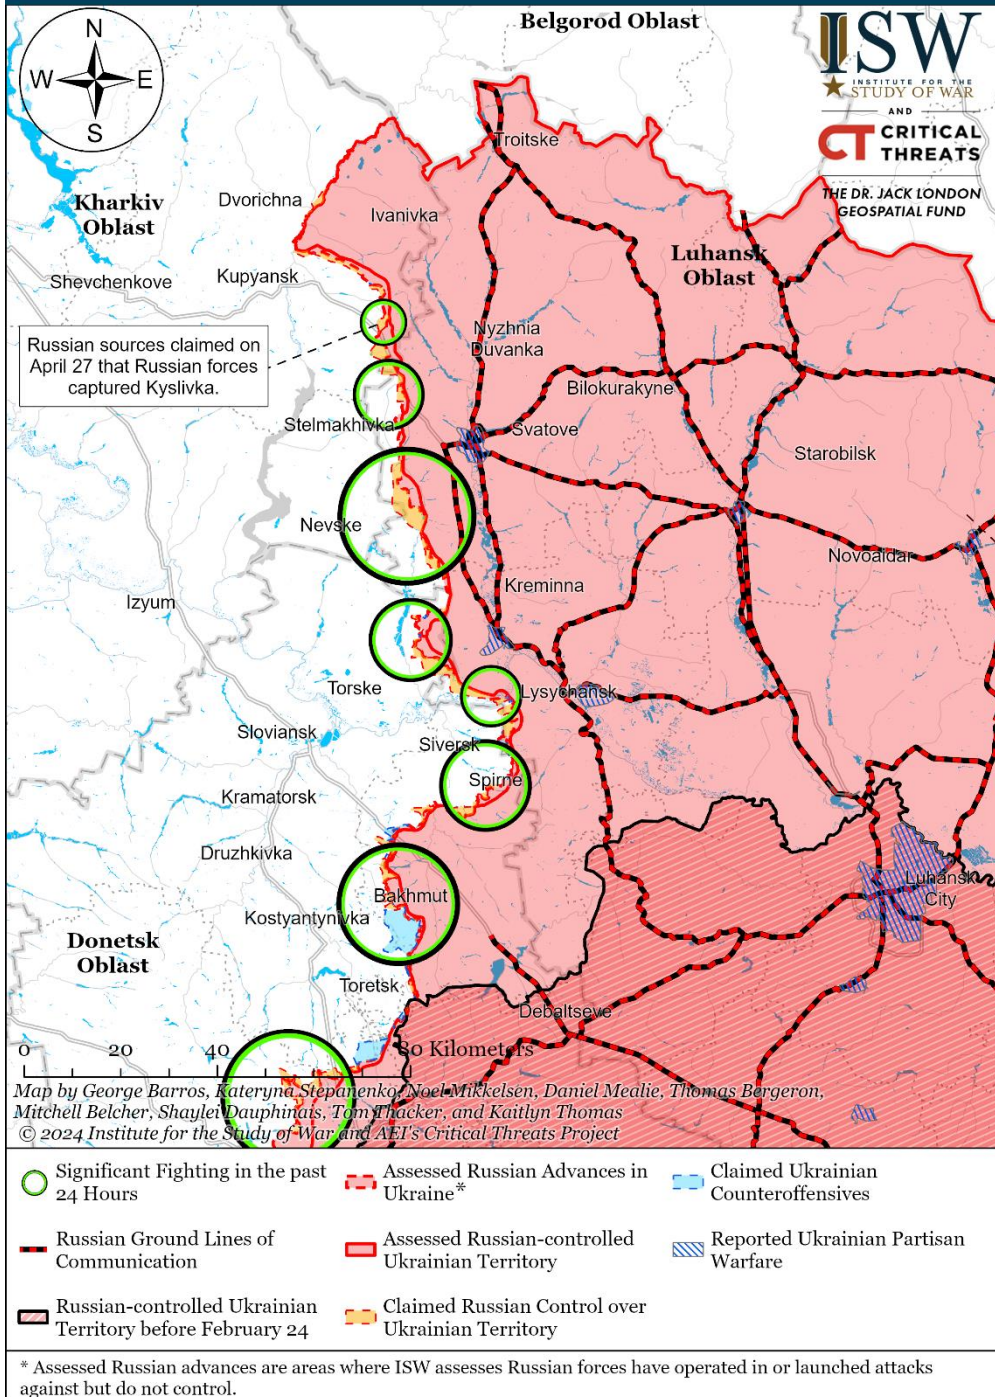 Belgorod Oblast
N
W E
S
ISW
INSTITUTE FOR THE
STUDY OF WAR
AND
CT CRITICAL
THREATS
THE DR. JACK LONDON
GEOSPATIAL FUND
Troitske
Kharkiv
Oblast
Dvorichna
Ivanivka
Luhansk
Oblast
Shevchenkove
Kupyansk
Russian sources claimed on
April 27 that Russian forces
captured Kyslivka.
Nyzhnia
Duvanka
Bilokurakyne
Stelmakhivka
Svatove
Starobilsk
Nevske
Novoaidar
Kreminna
Izyum
Torske
Lysychansk
Sloviansk
Siversk
Spirne
Kramatorsk
Druzhkivka
Luhansk
City
Bakhmut
Kostyantynivka
Donetsk
Oblast
Toretsk
Debaltseve
0 20 40 80 Kilometers
Map by George Barros, Kateryna Stepanenko, Noel Mikkelsen, Daniel Mealie, Thomas Bergeron,
Mitchell Belcher, Shaylei Dauphinais, Tom Thacker, and Kaitlyn Thomas
© 2024 Institute for the Study of War and AEI's Critical Threats Project
Significant Fighting in the past
24 Hours
Assessed Russian Advances in
Ukraine*
Claimed Ukrainian
Counteroffensives
Russian Ground Lines of
Communication
Assessed Russian-controlled
Ukrainian Territory
Reported Ukrainian Partisan
Warfare
Russian-controlled Ukrainian
Territory before February 24
Claimed Russian Control over
Ukrainian Territory
* Assessed Russian advances are areas where ISW assesses Russian forces have operated in or launched attacks
against but do not control.